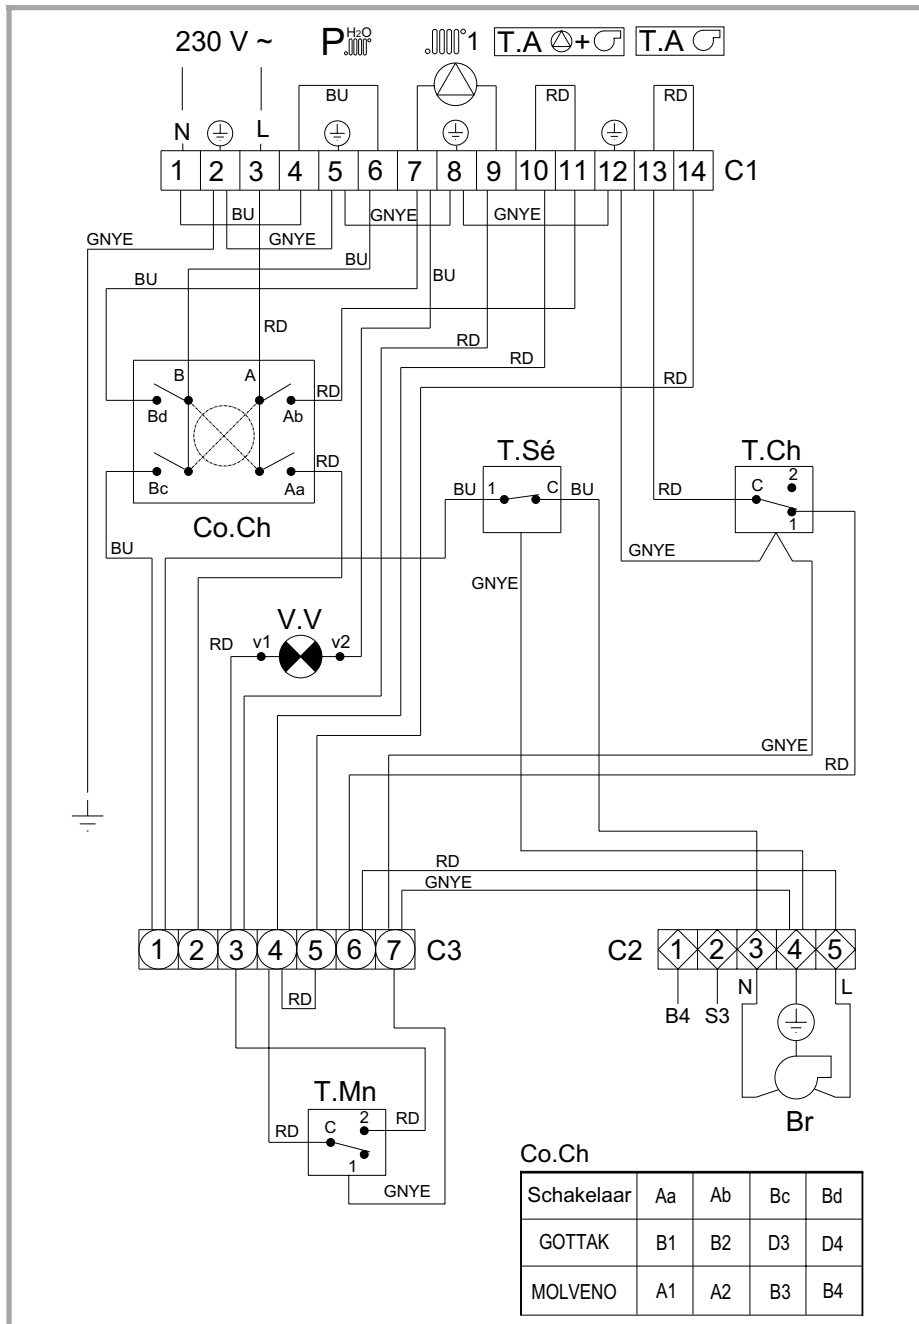 230 V ~ P H₂O °1 T.A + T.A
BU RD RD
N L
1 2 3 4 5 6 7 8 9 10 11 12 13 14 C1
BU GNYE GNYE
GNYE GNYE
BU
BU BU
RD
RD
RD
B A RD RD
Bd Ab
T.Sé T.Ch
RD 2
BU 1 C BU RD C
Bc Aa
1
Co.Ch
BU GNYE
GNYE
V.V
RD v1 v2
GNYE
RD
RD
GNYE
1 2 3 4 5 6 7 C3 C2 1 2 3 4 5
N L
RD
B4 S3
T.Mn
2 RD
RD C
1
Br
GNYE
Co.Ch
Schakelaar Aa Ab Bc Bd
GOTTAK B1 B2 D3 D4
MOLVENO A1 A2 B3 B4